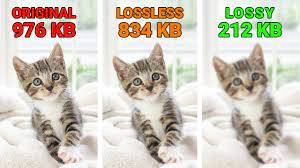 ORIGINAL
976 KB
LOSSLESS
834 KB
LOSSY
212 KB